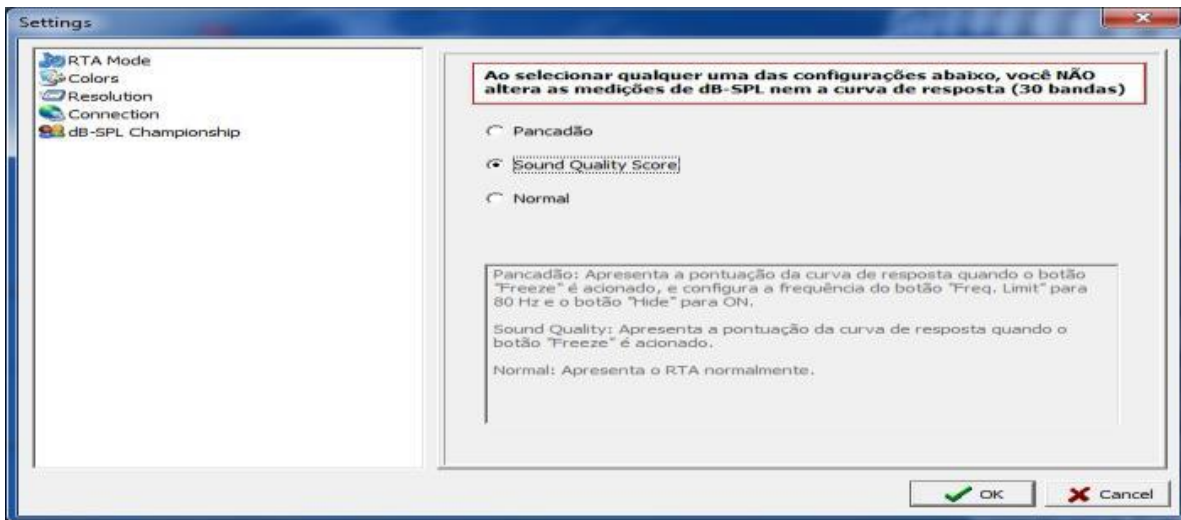 Settings
RTA Mode
Colors
Resolution
Connection
dB-SPL Championship
Ao selecionar qualquer uma das configurações abaixo, você NÃO
altera as medições de dB-SPL nem a curva de resposta (30 bandas)
Pancadão
Sound Quality Score
Normal
Pancadão: Apresenta a pontuação da curva de resposta quando o botão
"Freeze" é acionado, e configura a frequência do botão "Freq. Limit" para
80 Hz e o botão "Hide" para ON.
Sound Quality: Apresenta a pontuação da curva de resposta quando o
botão "Freeze" é acionado.
Normal: Apresenta o RTA normalmente.
OK
Cancel